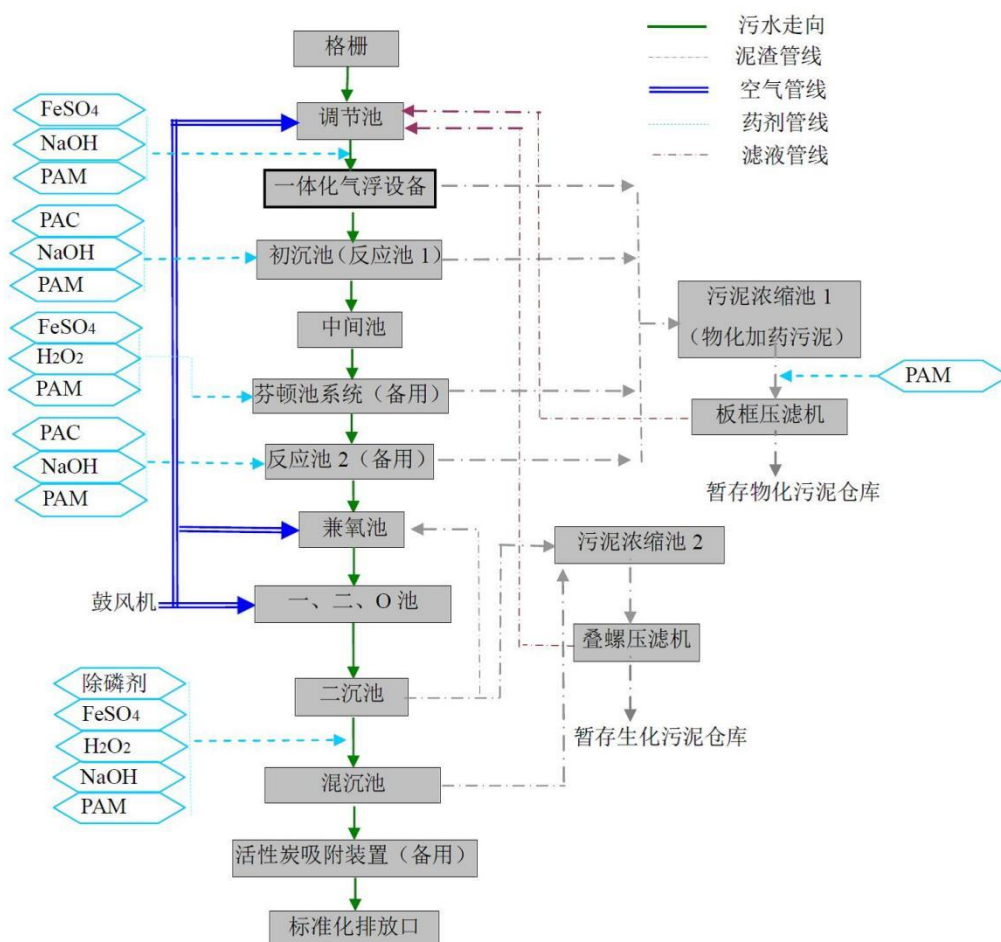 污水走向
泥渣管线
空气管线
药剂管线
滤液管线
格栅
调节池
FeSO4
NaOH
PAM
一体化气浮设备
PAC
NaOH
PAM
初沉池(反应池 1)
中间池
FeSO4
H2O2
PAM
芬顿池系统（备用）
PAC
NaOH
PAM
反应池 2（备用）
污泥浓缩池 1
（物化加药污泥）
PAM
板框压滤机
暂存物化污泥仓库
兼氧池
鼓风机
一、二、O 池
污泥浓缩池 2
叠螺压滤机
暂存生化污泥仓库
二沉池
除磷剂
FeSO4
H2O2
NaOH
PAM
混沉池
活性炭吸附装置（备用）
标准化排放口